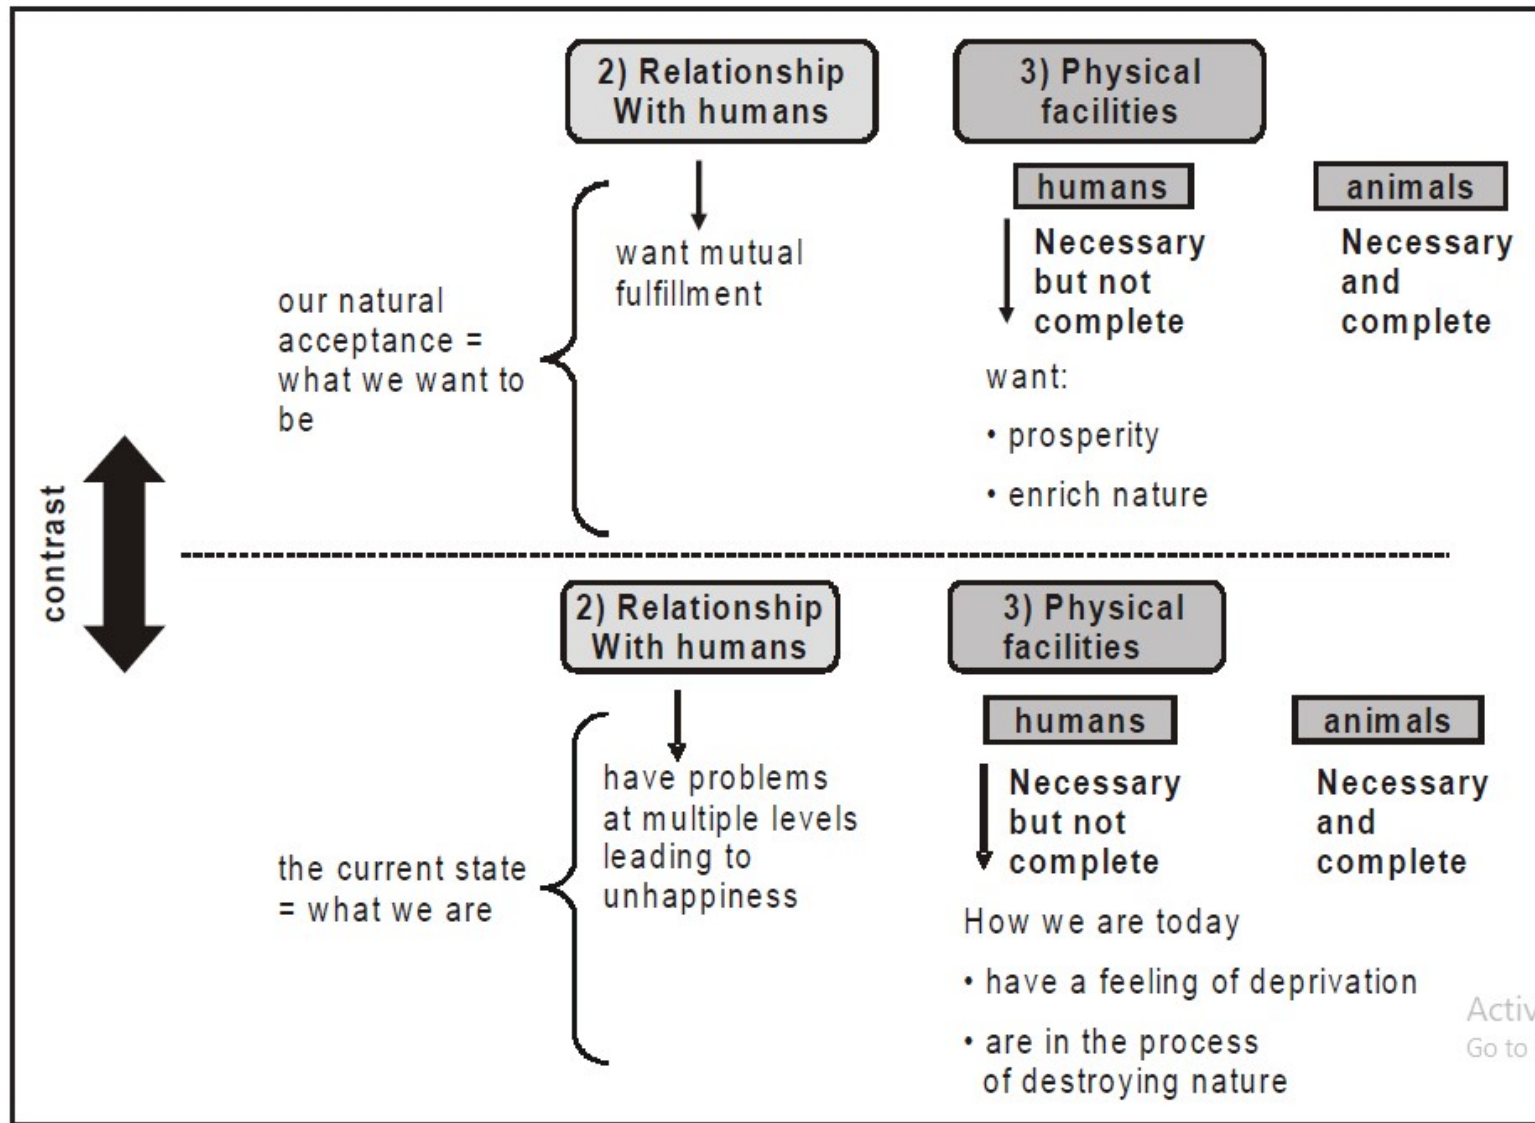 2) Relationship
With humans
3) Physical
facilities
humans
animals
want mutual
fulfillment
Necessary
but not
complete
Necessary
and
complete
our natural
acceptance =
what we want to
be
want:
• prosperity
• enrich nature
contrast
2) Relationship
With humans
3) Physical
facilities
humans
animals
have problems
at multiple levels
leading to
unhappiness
Necessary
but not
complete
Necessary
and
complete
the current state
= what we are
How we are today
• have a feeling of deprivation
• are in the process
of destroying nature
Activ
Go to